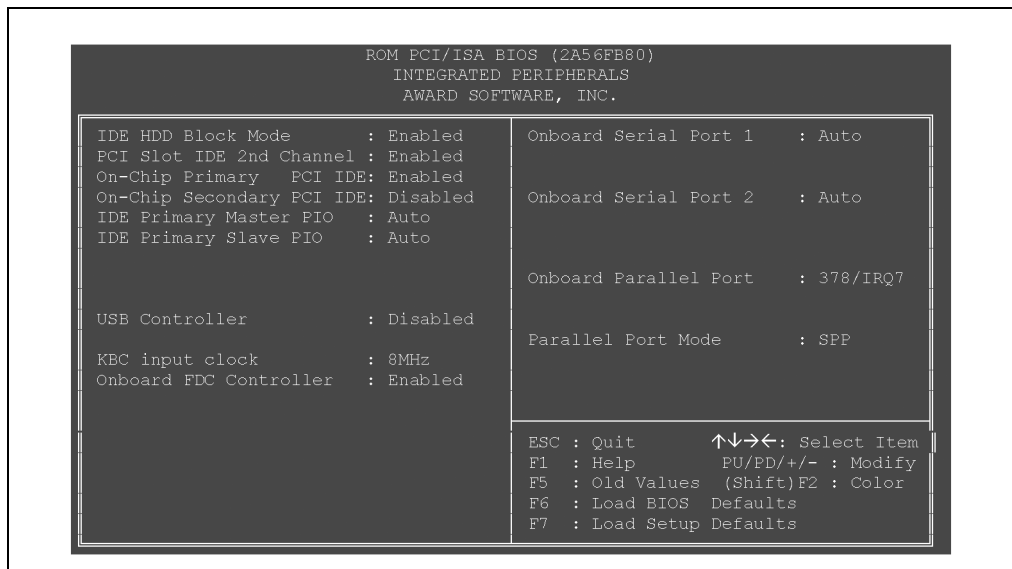 ROM PCI/ISA BIOS (2A56FB80)
INTEGRATED PERIPHERALS
AWARD SOFTWARE, INC.
IDE HDD Block Mode : Enabled
PCI Slot IDE 2nd Channel : Enabled
On-Chip Primary PCI IDE: Enabled
On-Chip Secondary PCI IDE: Disabled
IDE Primary Master PIO : Auto
IDE Primary Slave PIO : Auto
USB Controller : Disabled
KBC input clock : 8MHz
Onboard FDC Controller : Enabled
Onboard Serial Port 1 : Auto
Onboard Serial Port 2 : Auto
Onboard Parallel Port : 378/IRQ7
Parallel Port Mode : SPP
ESC : Quit ↑↓→←: Select Item
F1 : Help PU/PD/+/- : Modify
F5 : Old Values (Shift)F2 : Color
F6 : Load BIOS Defaults
F7 : Load Setup Defaults